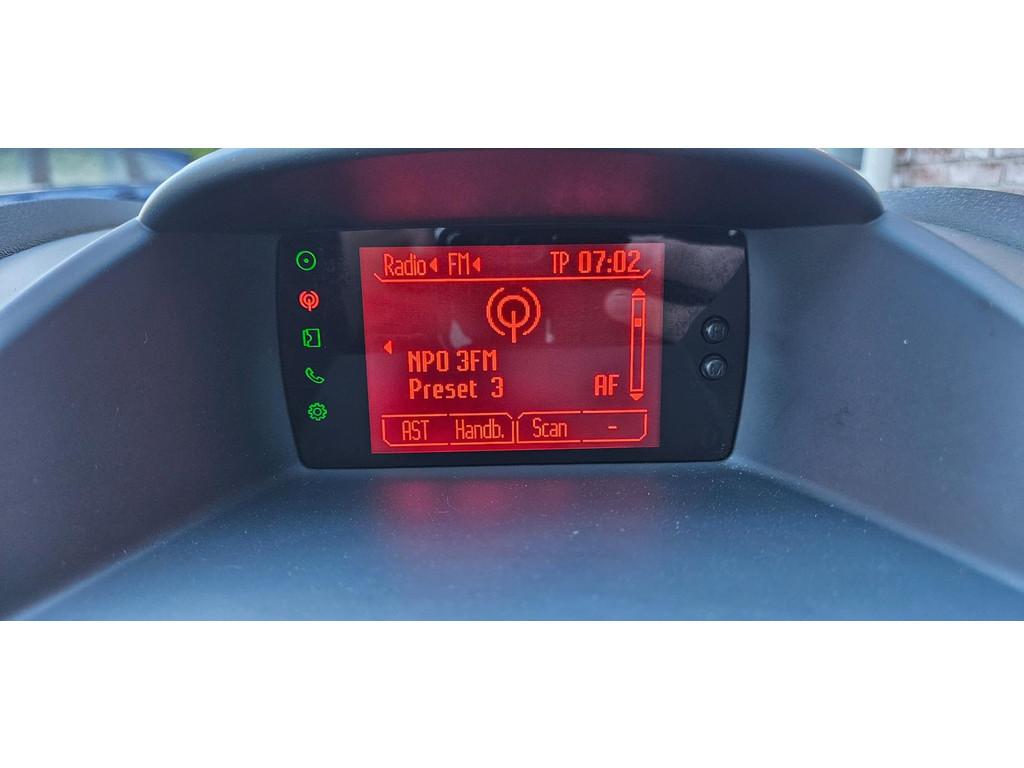 Radio FM TP 07:02
NPO 3FM
Preset 3 AF
AST Handb. Scan -